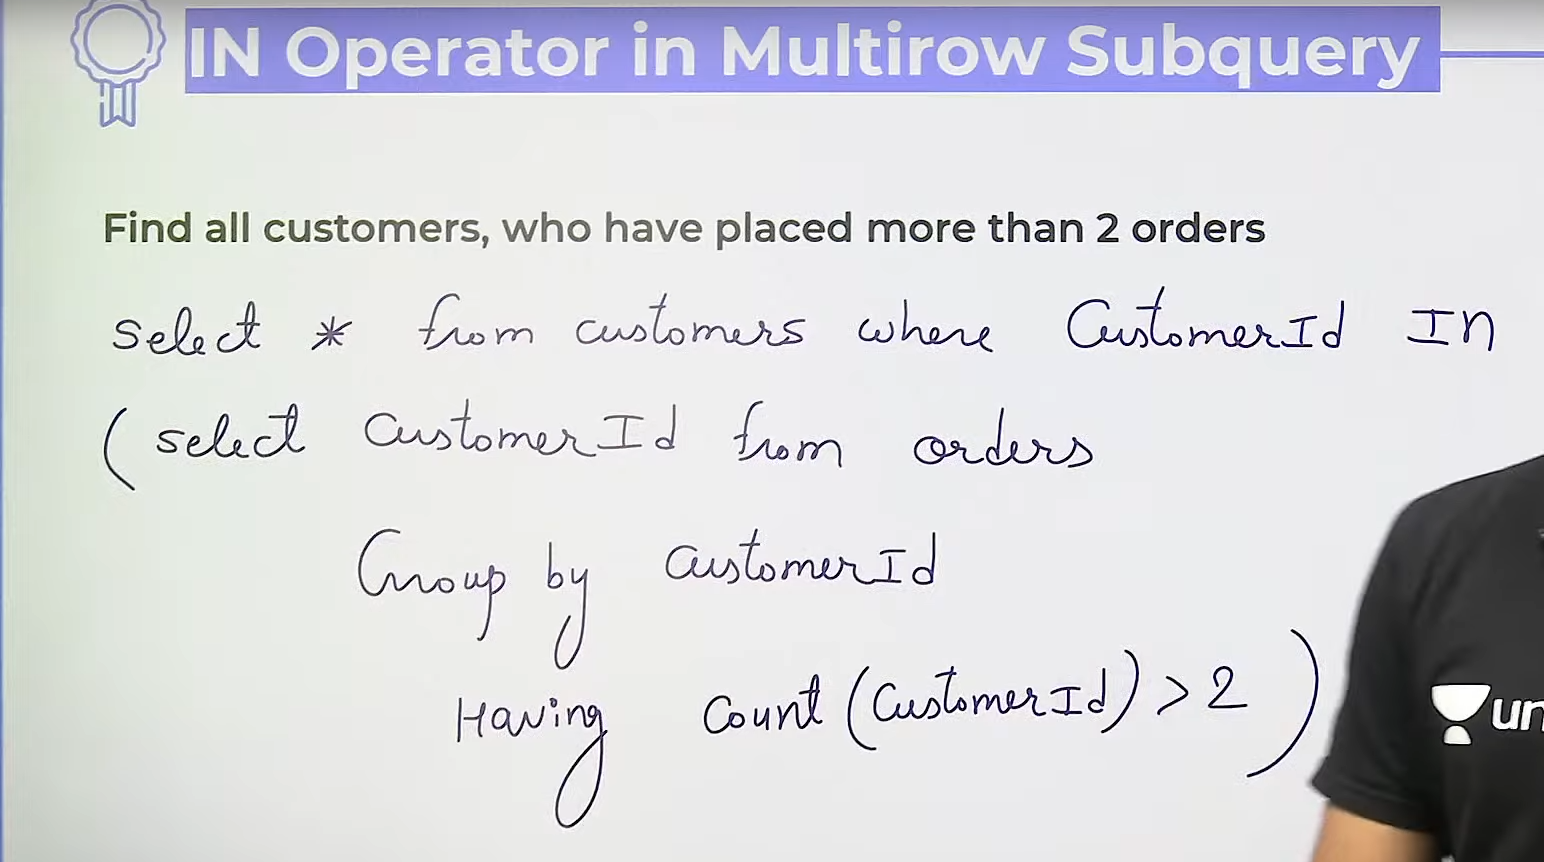 IN Operator in Multirow Subquery
Find all customers, who have placed more than 2 orders
select * from customers where CustomerId In
( select CustomerId from orders
Group by CustomerId
Having Count (CustomerId) > 2 )
un